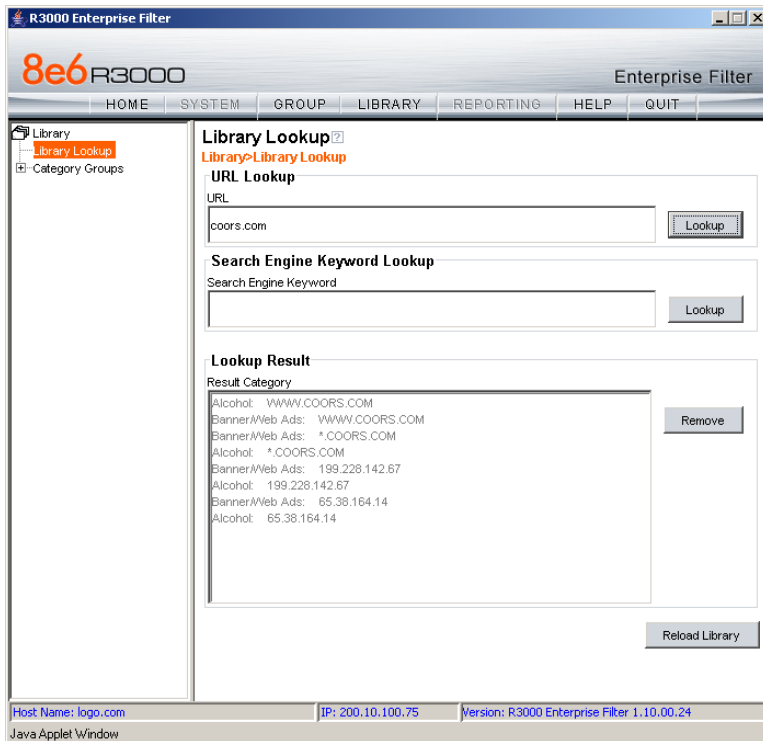 R3000 Enterprise Filter
8e6 R3000
Enterprise Filter
HOME SYSTEM GROUP LIBRARY REPORTING HELP QUIT
Library
Library Lookup
Category Groups
Library Lookup?
Library>Library Lookup
URL Lookup
URL
coors.com
Lookup
Search Engine Keyword Lookup
Search Engine Keyword
Lookup
Lookup Result
Result Category
Alcohol: WWW.COORS.COM
Banner/Web Ads: WWW.COORS.COM
Banner/Web Ads: *.COORS.COM
Alcohol: *.COORS.COM
Banner/Web Ads: 199.228.142.67
Alcohol: 199.228.142.67
Banner/Web Ads: 65.38.164.14
Alcohol: 65.38.164.14
Remove
Reload Library
Host Name: logo.com
IP: 200.10.100.75
Version: R3000 Enterprise Filter 1.10.00.24
Java Applet Window